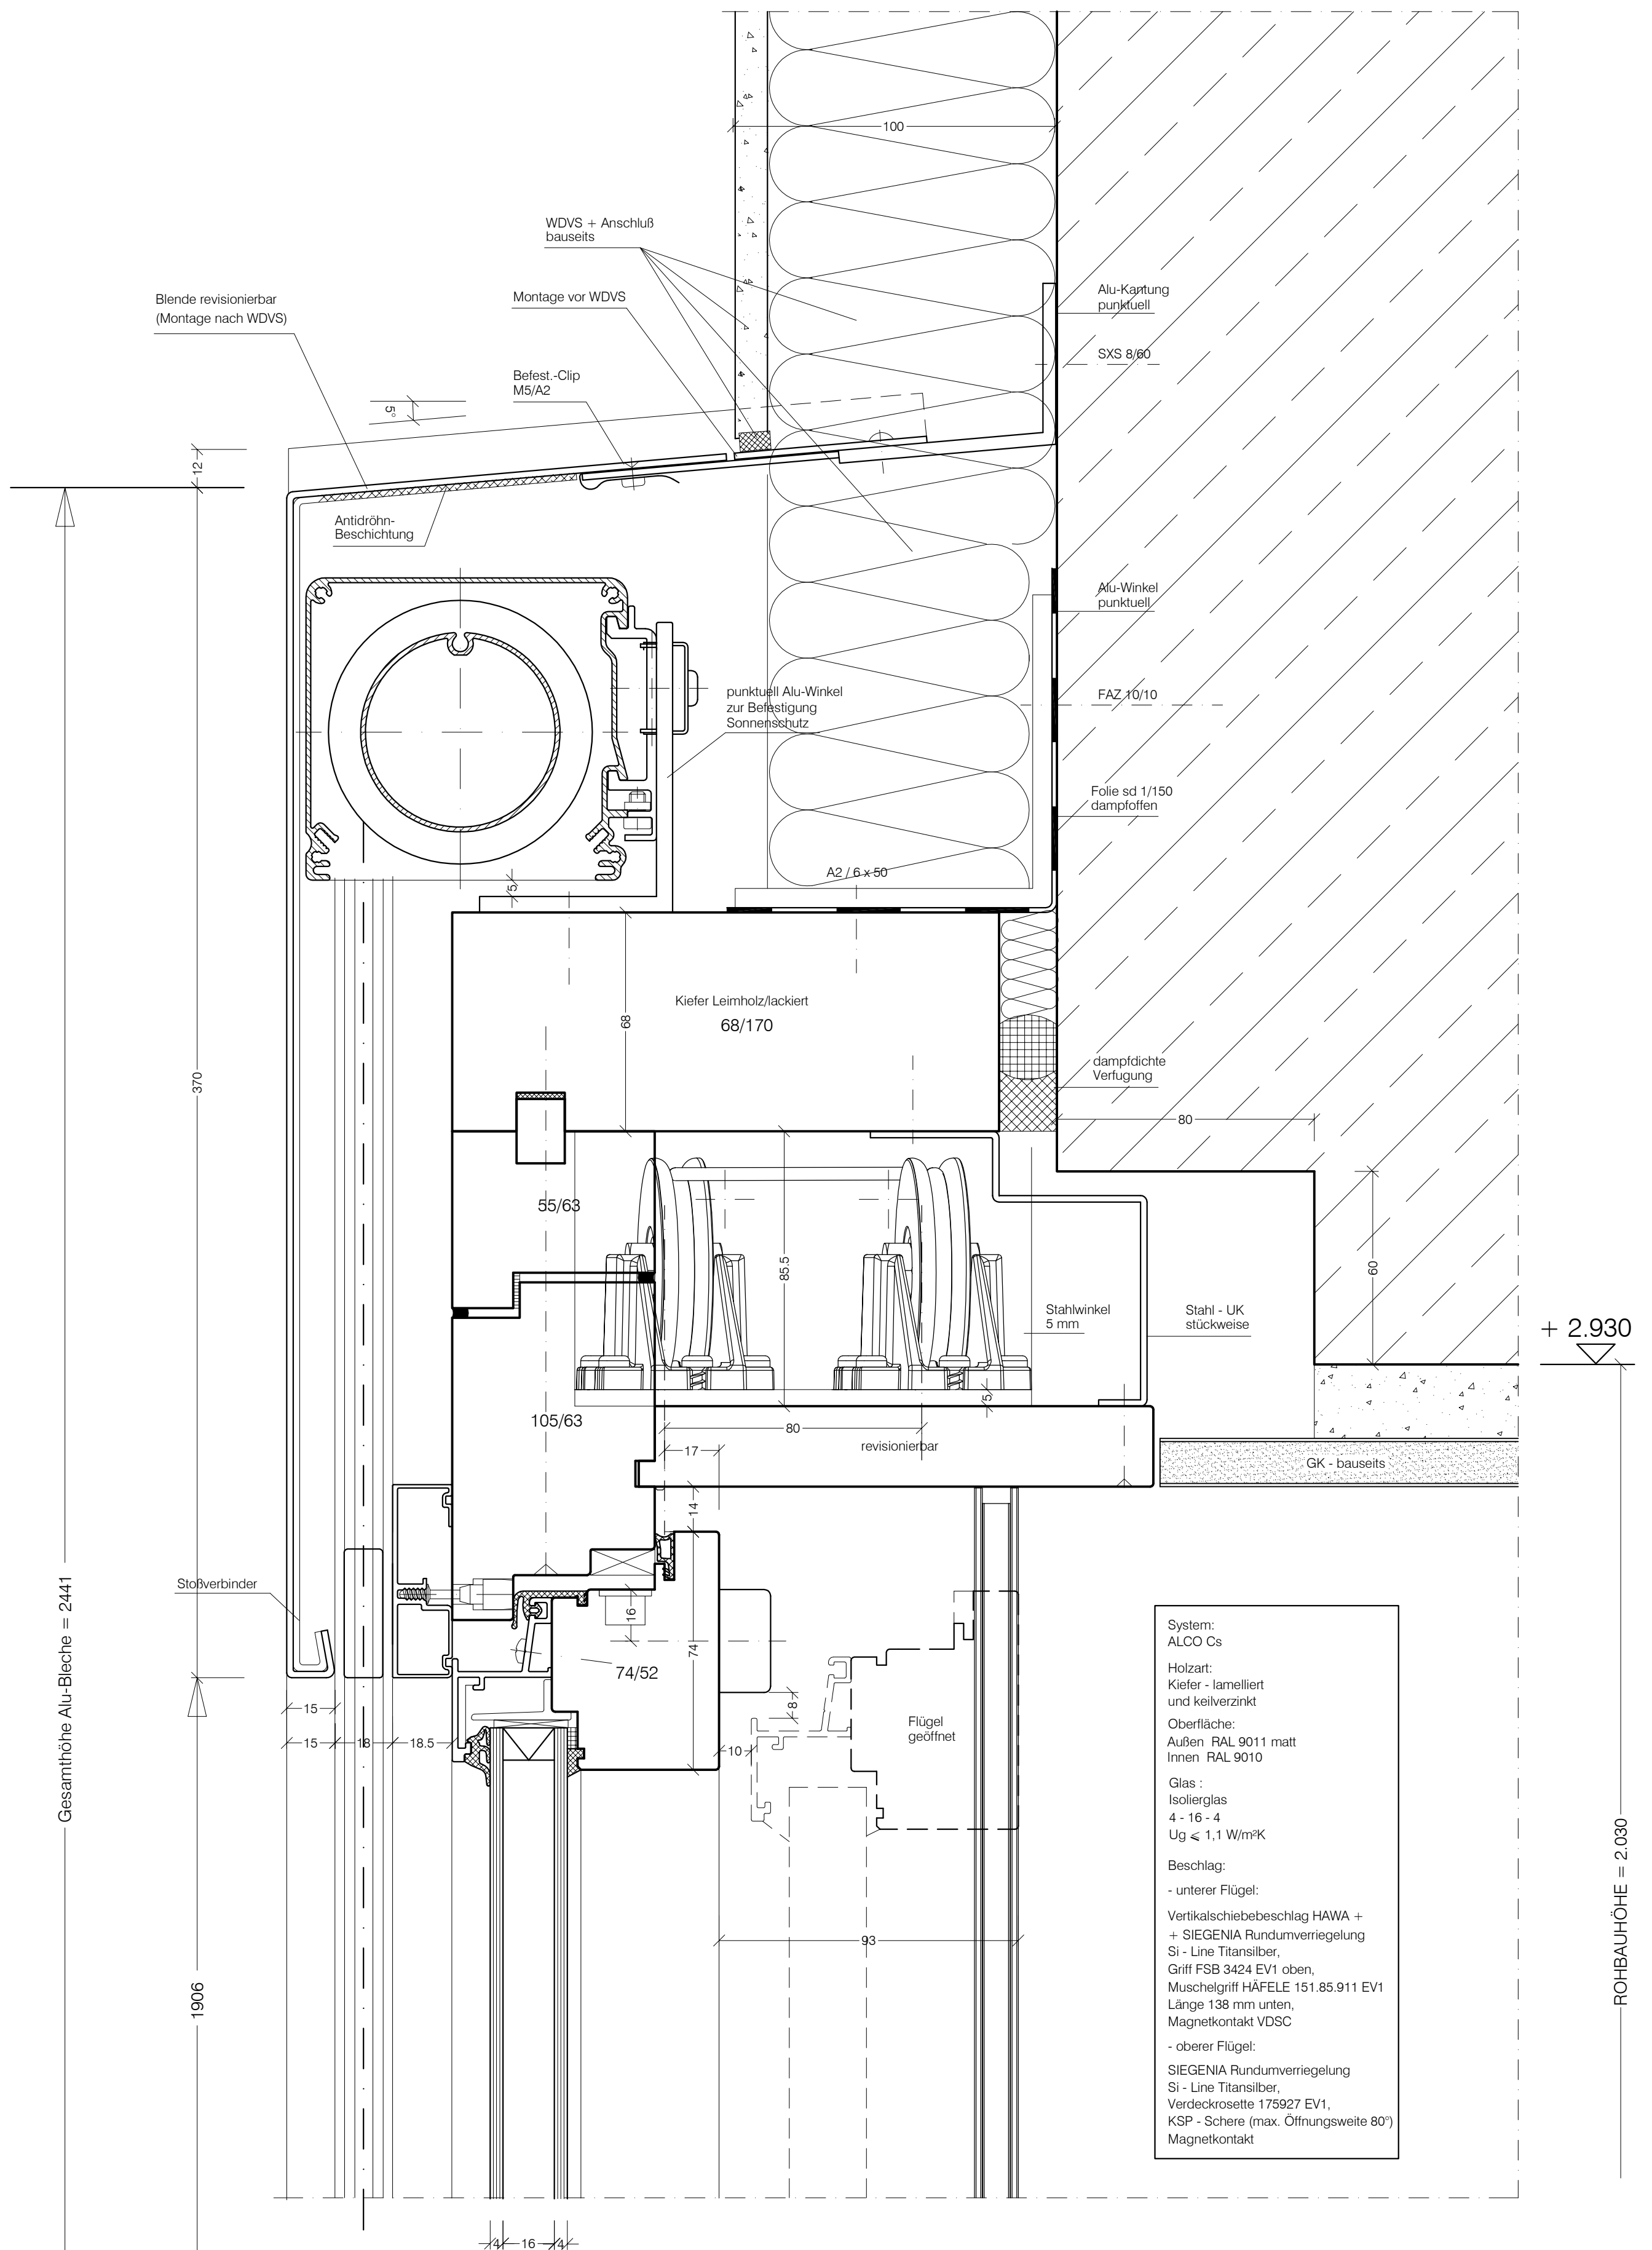 100
WDVS + Anschluß
bauseits
Montage vor WDVS
Blende revisionierbar
(Montage nach WDVS)
Befest.-Clip
M5/A2
5°
12
Antidröhn-
Beschichtung
Alu-Kantung
punktuell
SXS 8/60
Alu-Winkel
punktuell
FAZ 10/10
punktuell Alu-Winkel
zur Befestigung
Sonnenschutz
Folie sd 1/150
dampfoffen
A2 / 6 x 50
5
Kiefer Leimholz/lackiert
68/170
68
370
dampfdichte
Verfugung
80
55/63
85.5
60
Stahlwinkel
5 mm
Stahl - UK
stückweise
+ 2.930
5
105/63
80
revisionierbar
17
GK - bauseits
14
Stoßverbinder
16
74
74/52
8
Flügel
geöffnet
15
15
18
18.5
10
93
Gesamthöhe Alu-Bleche = 2441
1906
ROHBAUHÖHE = 2.030
4
16
4
System:
ALCO Cs
Holzart:
Kiefer - lamelliert
und keilverzinkt
Oberfläche:
Außen RAL 9011 matt
Innen RAL 9010
Glas :
Isolierglas
4 - 16 - 4
Ug ⩽ 1,1 W/m²K
Beschlag:
- unterer Flügel:
Vertikalschiebebeschlag HAWA +
+ SIEGENIA Rundumverriegelung
Si - Line Titansilber,
Griff FSB 3424 EV1 oben,
Muschelgriff HÄFELE 151.85.911 EV1
Länge 138 mm unten,
Magnetkontakt VDSC
- oberer Flügel:
SIEGENIA Rundumverriegelung
Si - Line Titansilber,
Verdeckrosette 175927 EV1,
KSP - Schere (max. Öffnungsweite 80°)
Magnetkontakt